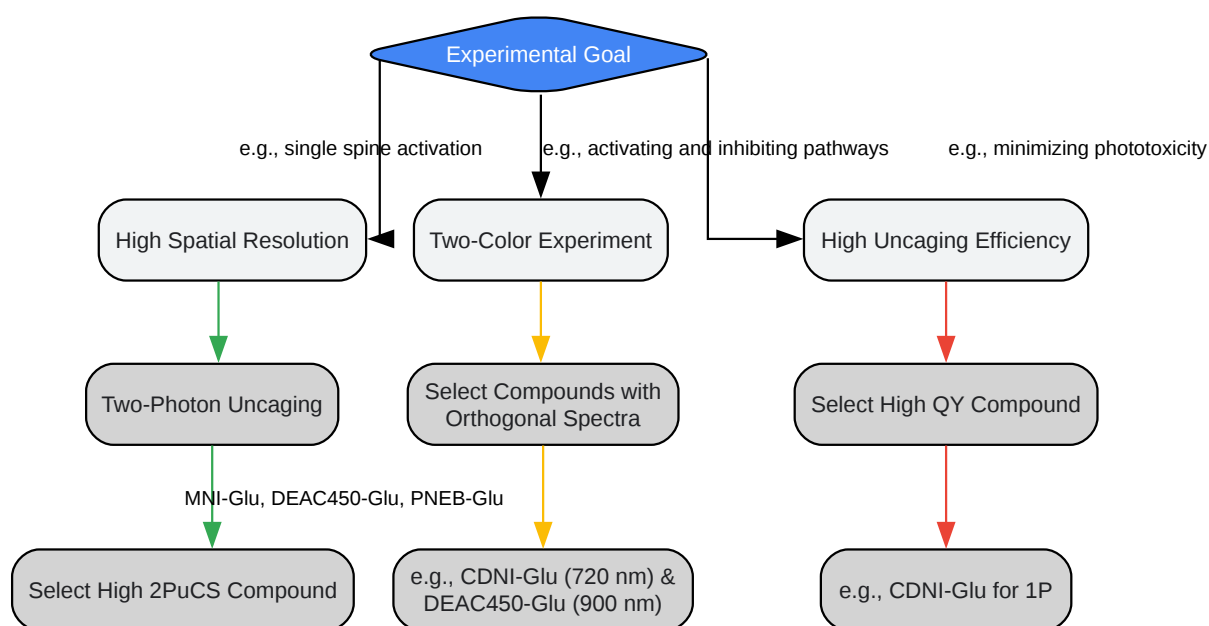 Experimental Goal
e.g., single spine activation
e.g., activating and inhibiting pathways
e.g., minimizing phototoxicity
High Spatial Resolution
Two-Color Experiment
High Uncaging Efficiency
Two-Photon Uncaging
Select Compounds with
Orthogonal Spectra
Select High QY Compound
MNI-Glu, DEAC450-Glu, PNEB-Glu
Select High 2PuCS Compound
e.g., CDNI-Glu (720 nm) &
DEAC450-Glu (900 nm)
e.g., CDNI-Glu for 1P